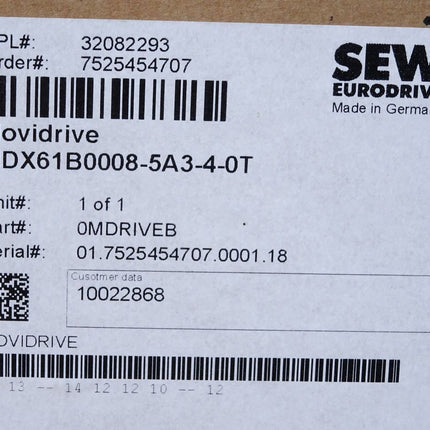 PL#: 32082293
rder#: 7525454707
SEW
EURODRIVE
Made in Germa
ovidrive
DX61B0008-5A3-4-0T
nit#: 1 of 1
art#: 0MDRIVEB
erial#: 01.7525454707.0001.18
Cusotmer data
10022868
OVIDRIVE
13 -- 14 12 12 10 -- 12